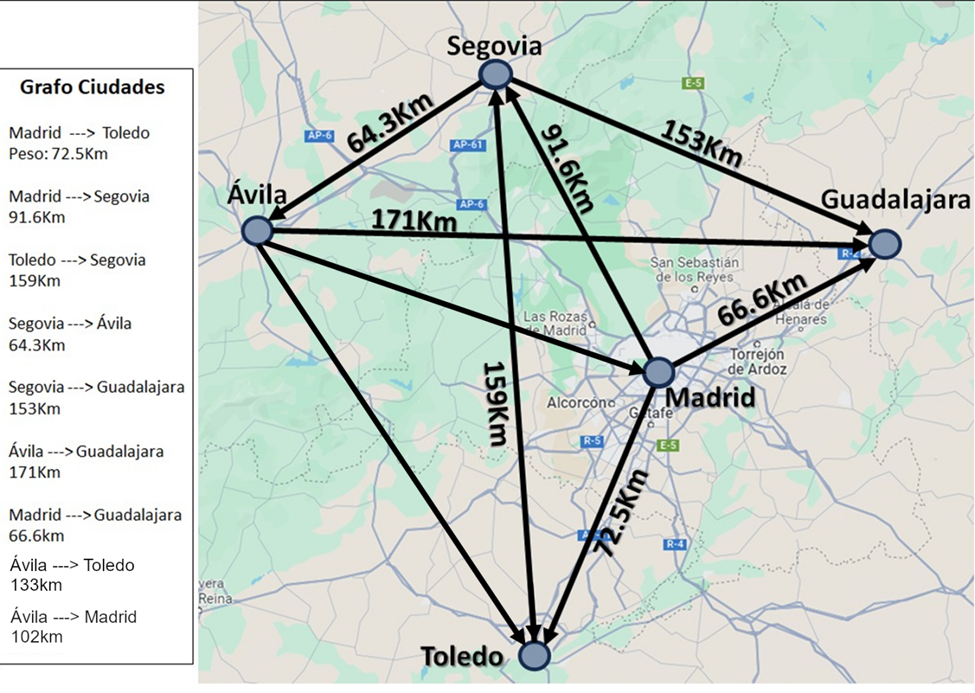 Grafo Ciudades
Madrid ---> Toledo
Peso: 72.5Km
Madrid --->Segovia
91.6Km
Toledo --->Segovia
159Km
Segovia ---> Ávila
64.3Km
Segovia ---> Guadalajara
153Km
Ávila --->Guadalajara
171Km
Madrid --->Guadalajara
66.6km
Ávila ---> Toledo
133km
Ávila ---> Madrid
102km
Segovia
E-5
64.3Km
AP-6
AP-61
91.6Km
153Km
Ávila
AP-6
Guadalajara
171Km
R-2
San Sebastián
de los Reyes
66.6Km
Alcalá de
Henares
Las Rozas
de Madrid
Torrejón
de Ardoz
159Km
Madrid
Alcorcón
Getafe
R-5
E-5
72.5Km
R-4
vera
Reina
Toledo